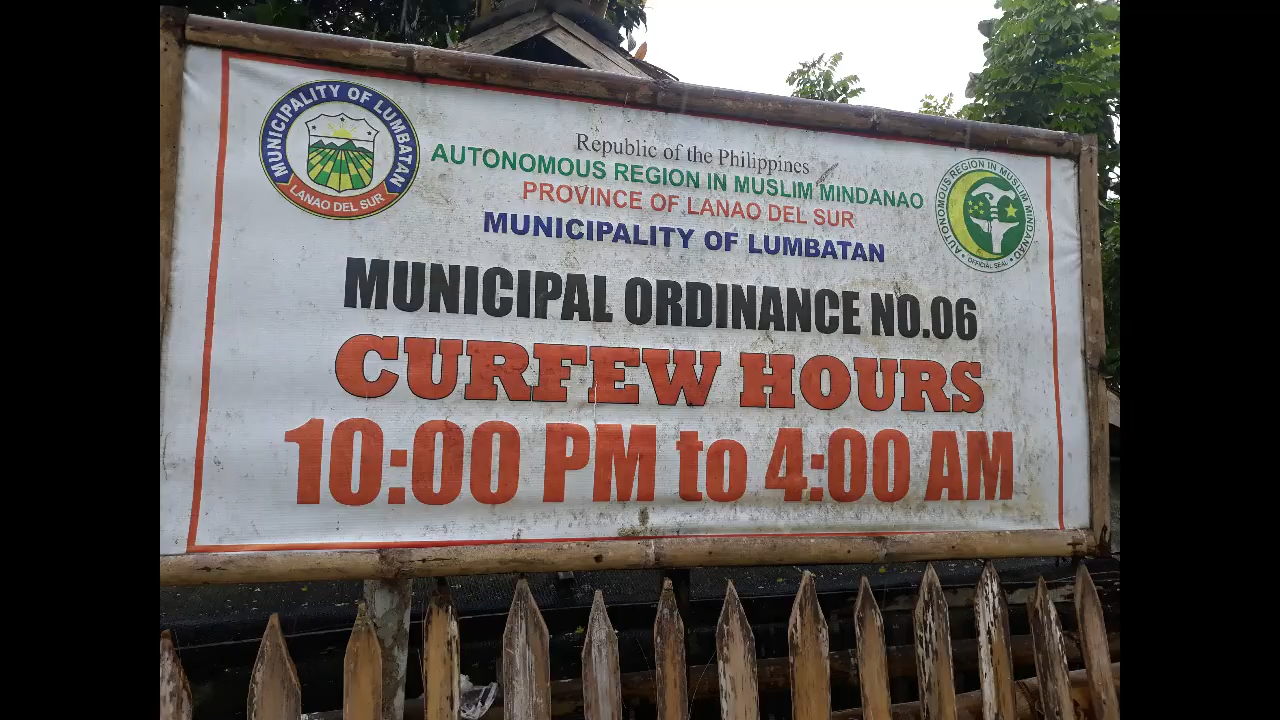 MUNICIPALITY OF LUMBATAN
LANAO DEL SUR
Republic of the Philippines
AUTONOMOUS REGION IN MUSLIM MINDANAO
PROVINCE OF LANAO DEL SUR
MUNICIPALITY OF LUMBATAN
AUTONOMOUS REGION IN MUSLIM MINDANAO
• OFFICIAL SEAL •
MUNICIPAL ORDINANCE NO.06
CURFEW HOURS
10:00 PM to 4:00 AM